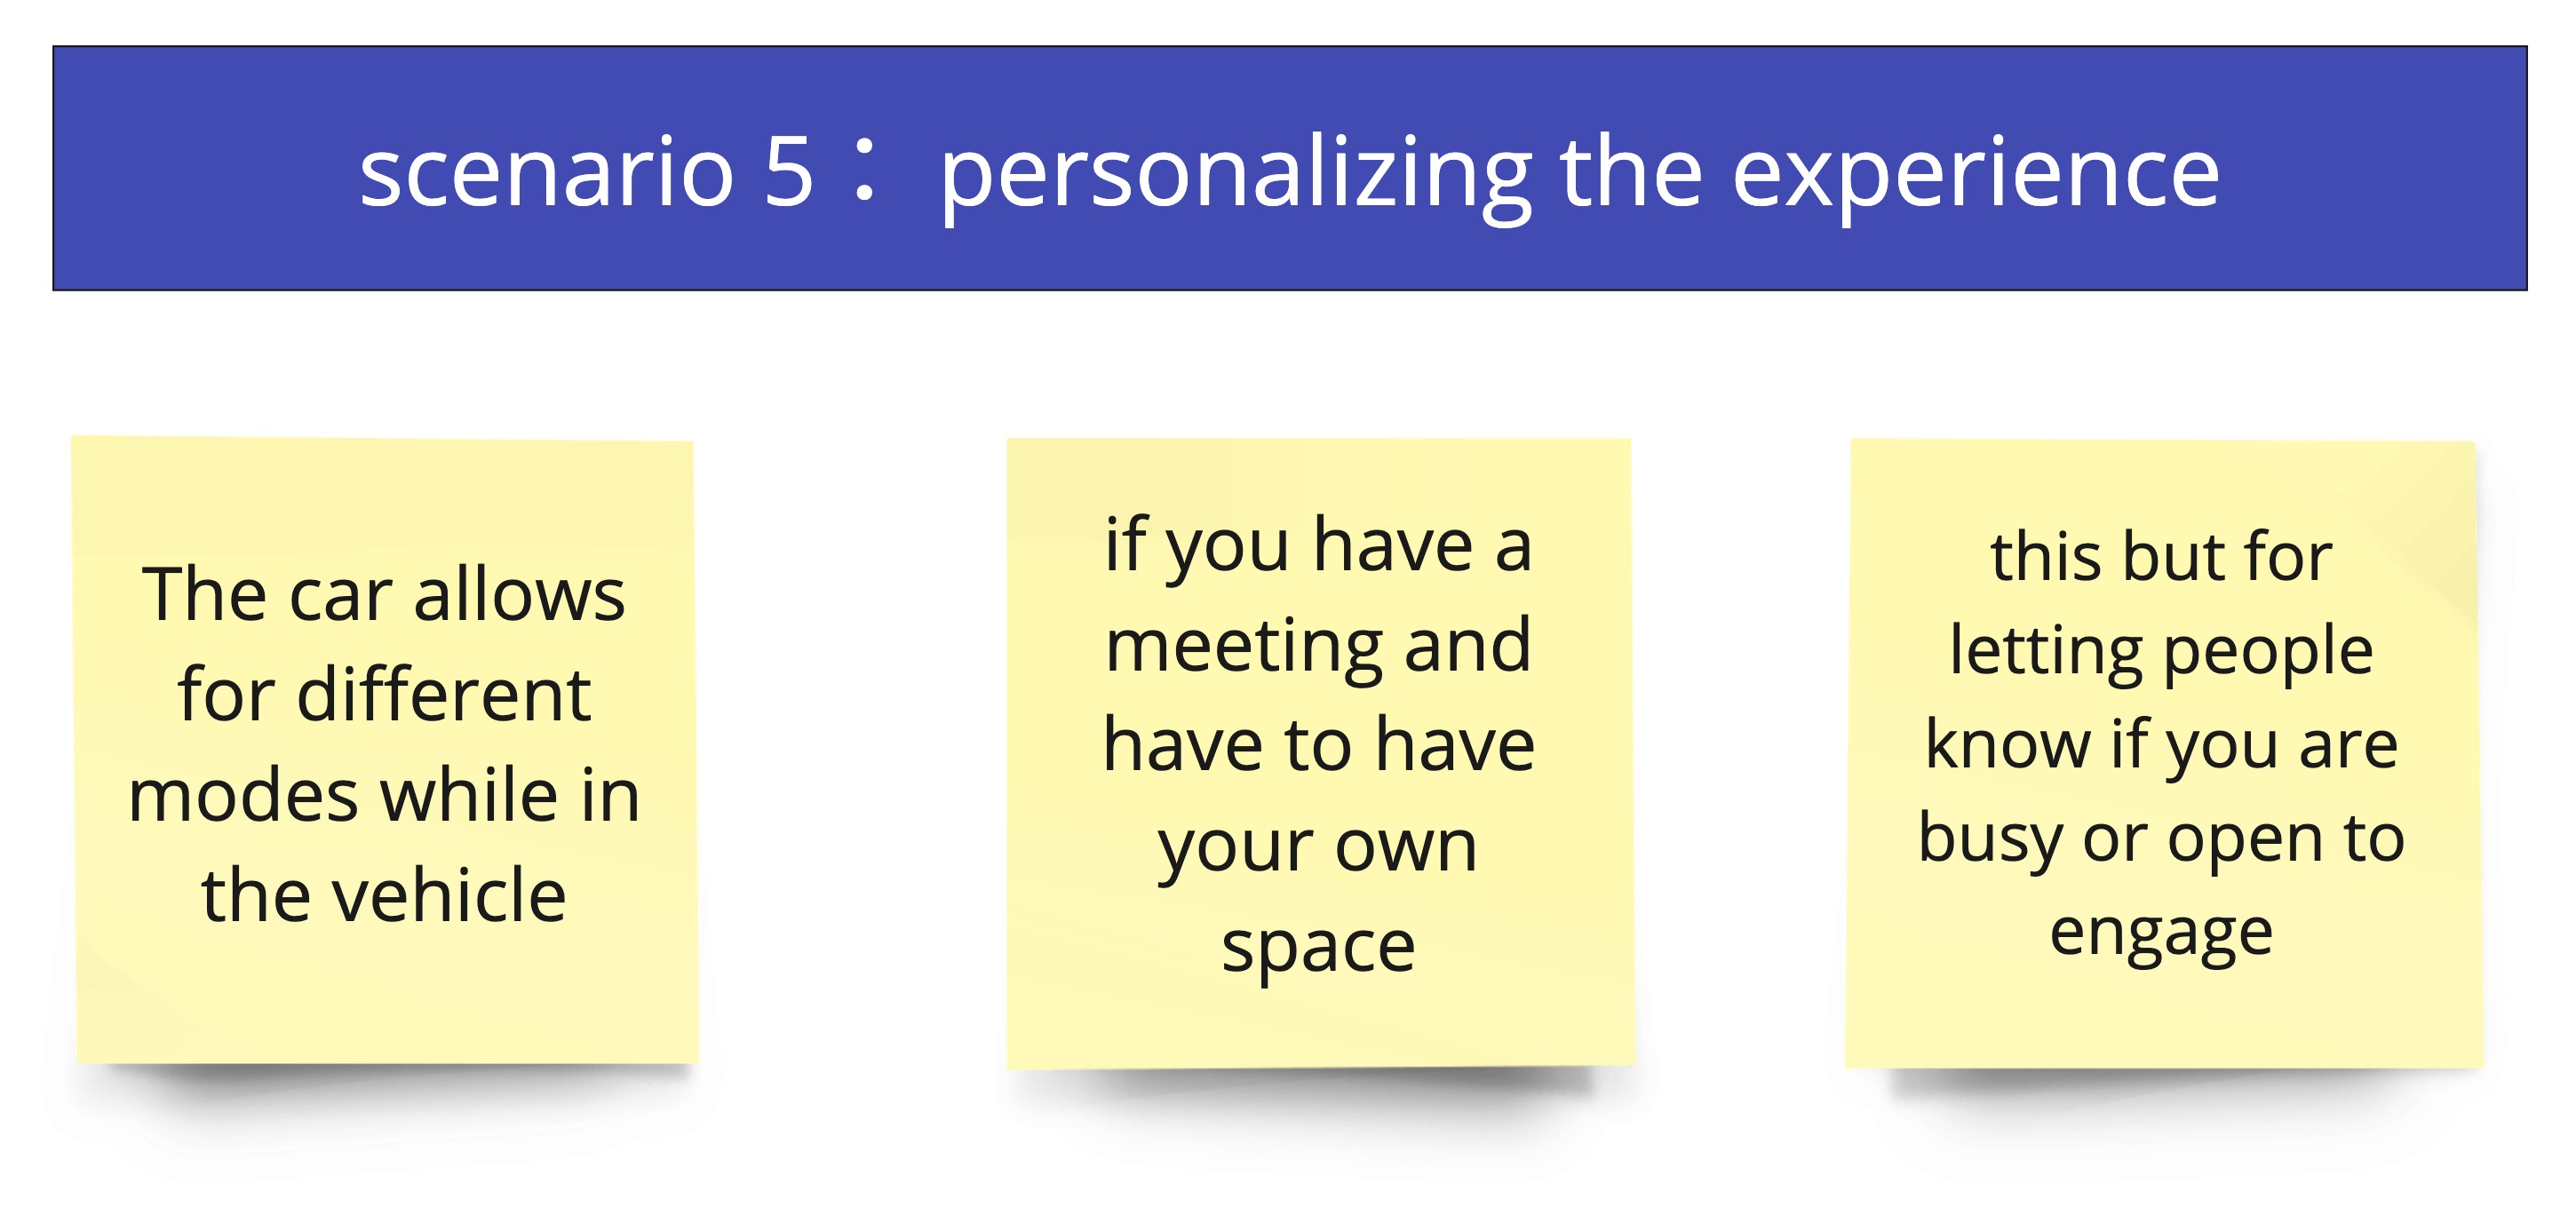 scenario 5： personalizing the experience
The car allows
for different
modes while in
the vehicle
if you have a
meeting and
have to have
your own
space
this but for
letting people
know if you are
busy or open to
engage